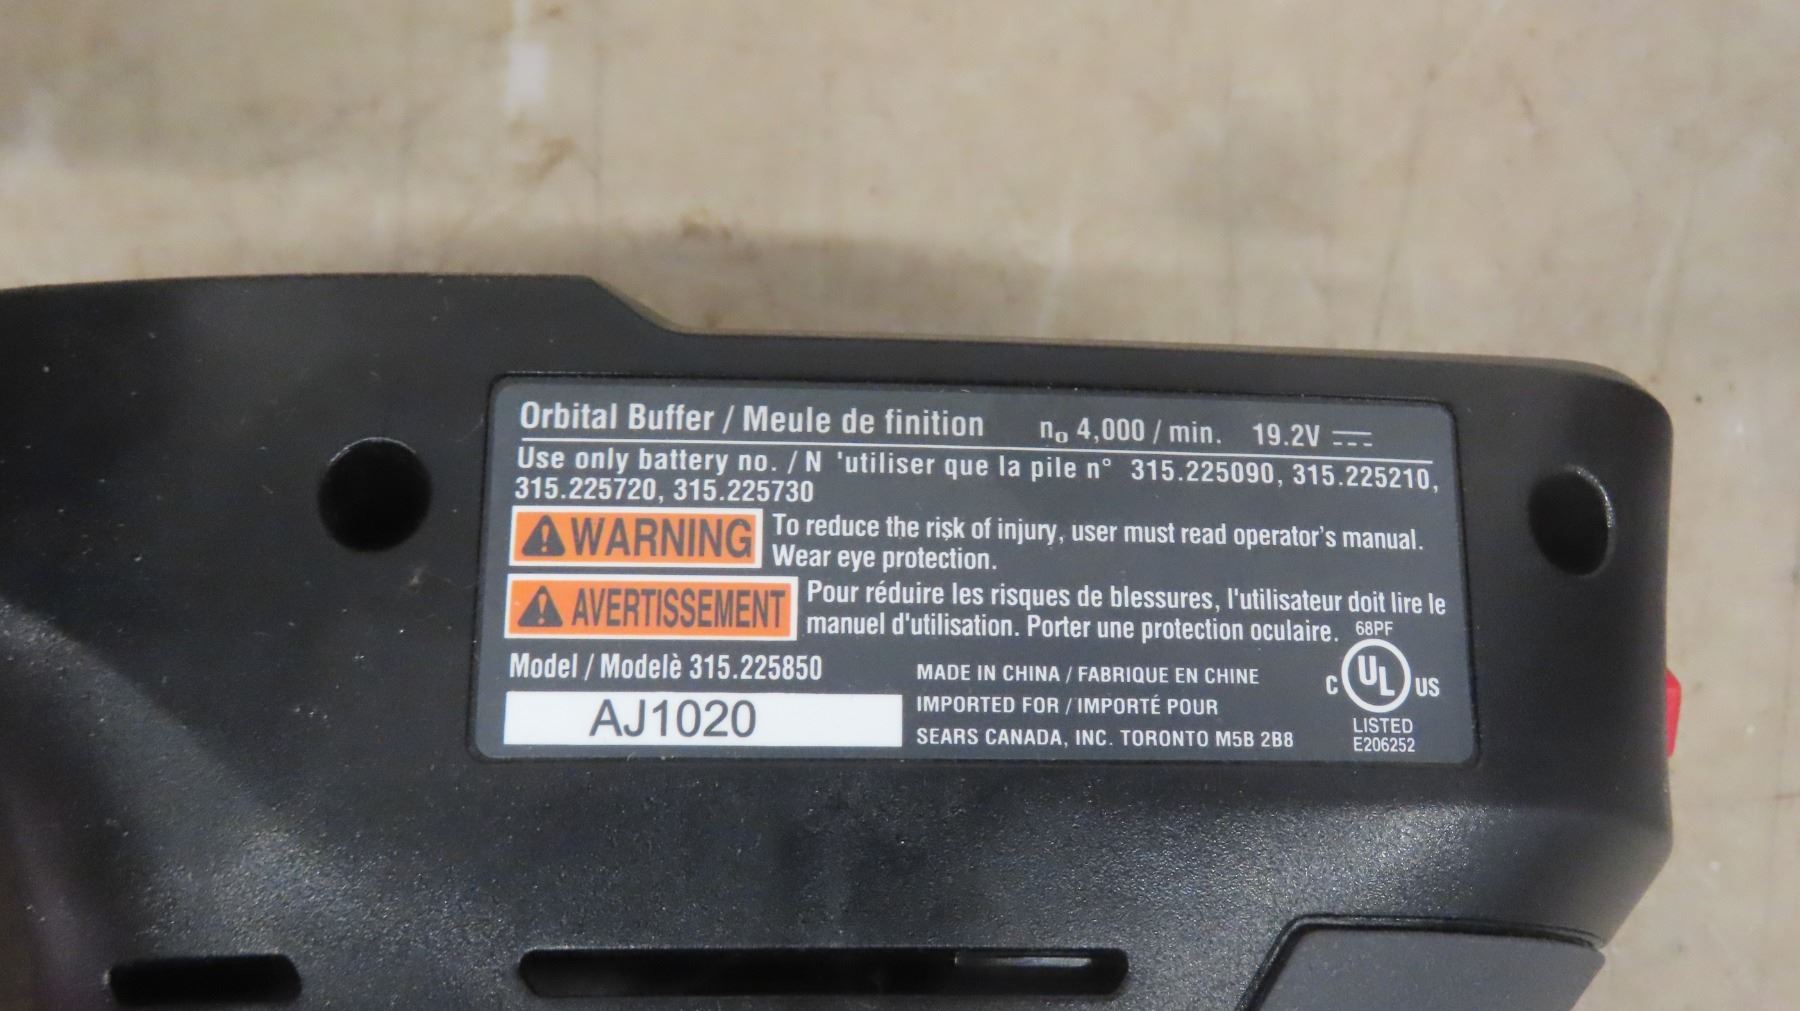 Orbital Buffer / Meule de finition no 4,000 / min. 19.2V
Use only battery no. / N 'utiliser que la pile n° 315.225090, 315.225210,
315.225720, 315.225730
WARNING To reduce the risk of injury, user must read operator's manual.
Wear eye protection.
AVERTISSEMENT Pour réduire les risques de blessures, l'utilisateur doit lire le
manuel d'utilisation. Porter une protection oculaire.
68PF
Model / Modelè 315.225850
AJ1020
MADE IN CHINA / FABRIQUE EN CHINE
IMPORTED FOR / IMPORTÉ POUR
SEARS CANADA, INC. TORONTO M5B 2B8
C UL US
LISTED
E206252